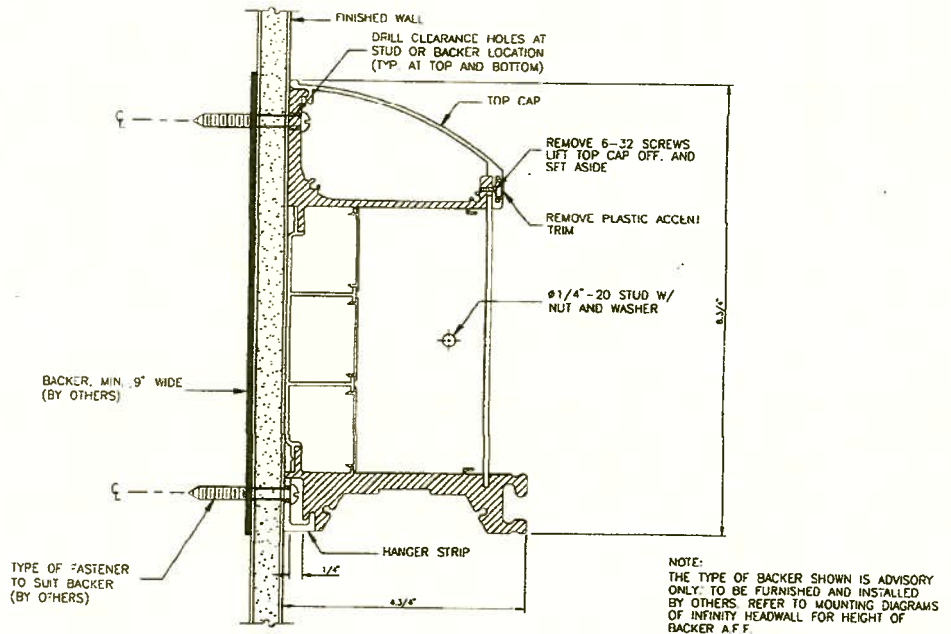 FINISHED WALL
DRILL CLEARANCE HOLES AT
STUD OR BACKER LOCATION
(TYP. AT TOP AND BOTTOM)
TOP CAP
REMOVE 6-32 SCREWS
LIFT TOP CAP OFF, AND
SET ASIDE
REMOVE PLASTIC ACCENT
TRIM
ø1/4"-20 STUD W/
NUT AND WASHER
8.3/4"
BACKER, MIN. 9" WIDE
(BY OTHERS)
HANGER STRIP
1/4"
4.3/4"
TYPE OF FASTENER
TO SUIT BACKER
(BY OTHERS)
NOTE:
THE TYPE OF BACKER SHOWN IS ADVISORY
ONLY. TO BE FURNISHED AND INSTALLED
BY OTHERS. REFER TO MOUNTING DIAGRAMS
OF INFINITY HEADWALL FOR HEIGHT OF
BACKER A.F.F.